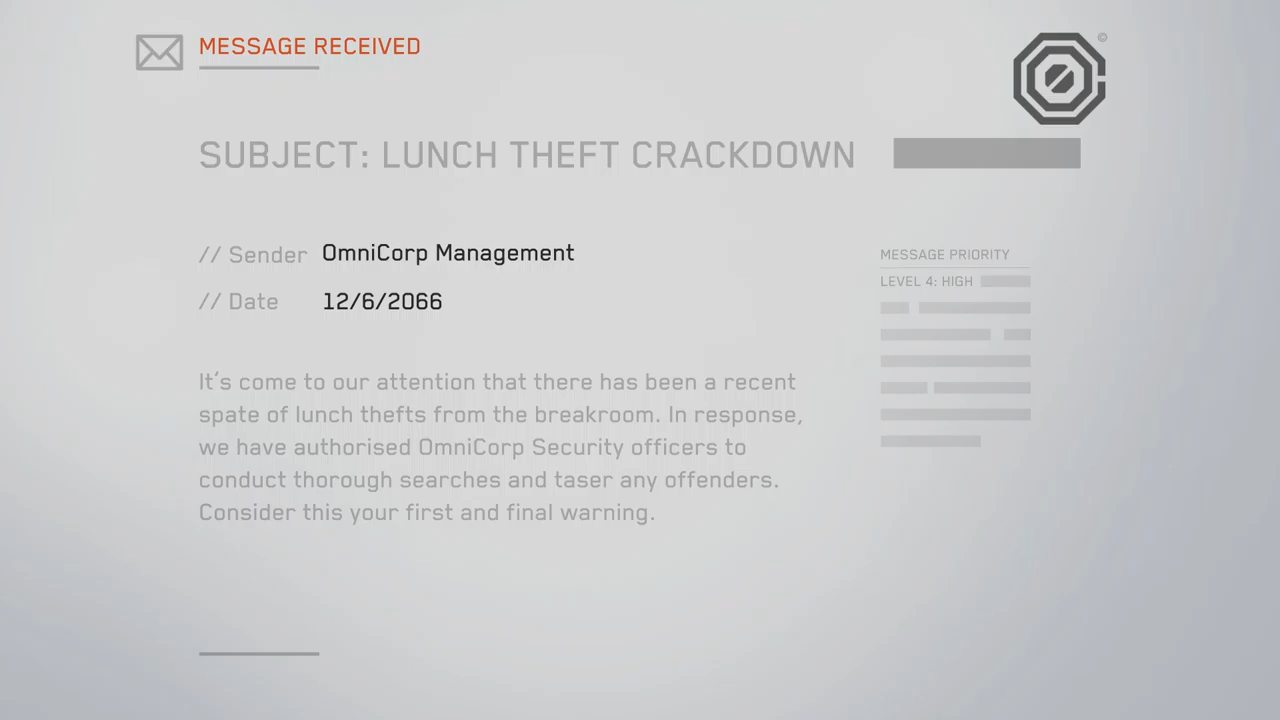 MESSAGE RECEIVED
©
SUBJECT: LUNCH THEFT CRACKDOWN
// Sender OmniCorp Management
// Date 12/6/2066
MESSAGE PRIORITY
LEVEL 4: HIGH
It's come to our attention that there has been a recent
spate of lunch thefts from the breakroom. In response,
we have authorised OmniCorp Security officers to
conduct thorough searches and taser any offenders.
Consider this your first and final warning.